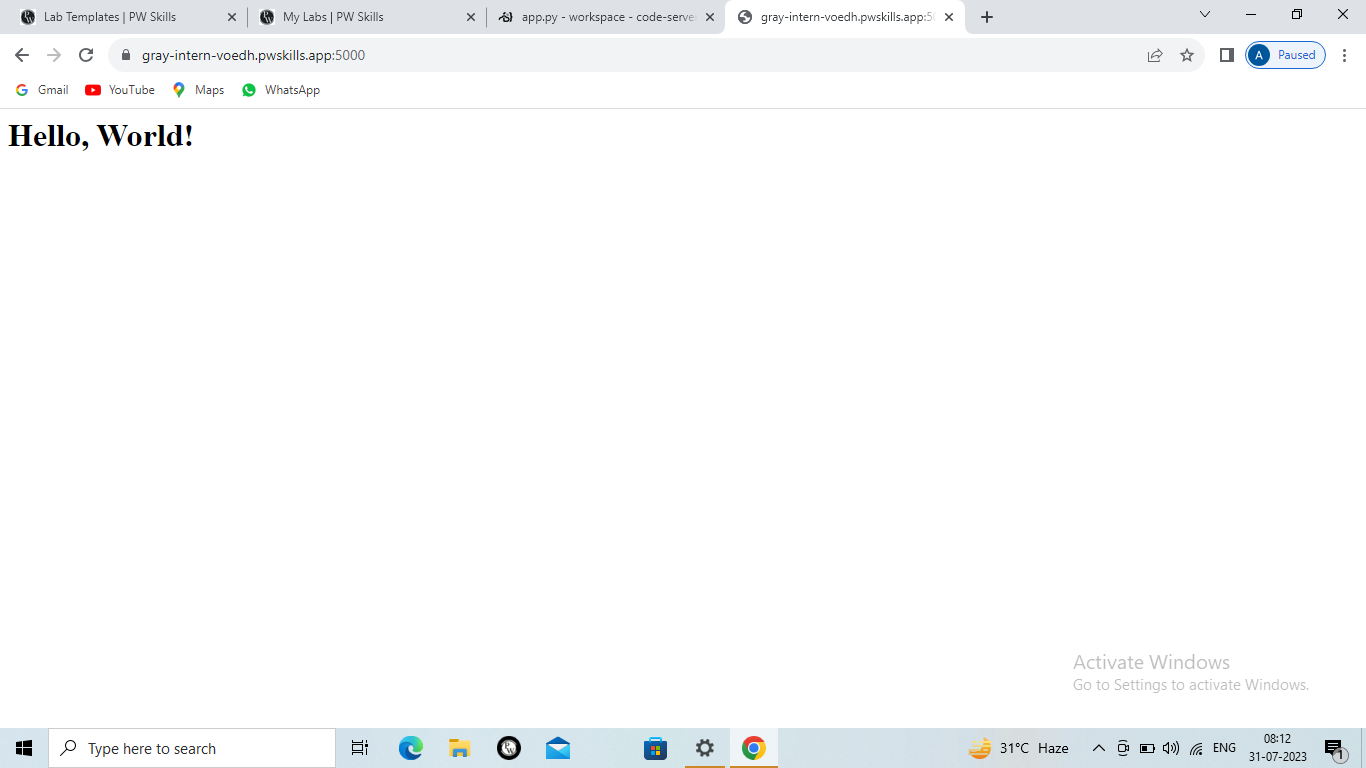 Lab Templates | PW Skills
My Labs | PW Skills
app.py - workspace - code-serve
gray-intern-voedh.pwskills.app:5
gray-intern-voedh.pwskills.app:5000
A Paused
Gmail YouTube Maps WhatsApp
Hello, World!
Activate Windows
Go to Settings to activate Windows.
Type here to search
31°C Haze
ENG
08:12
31-07-2023
1